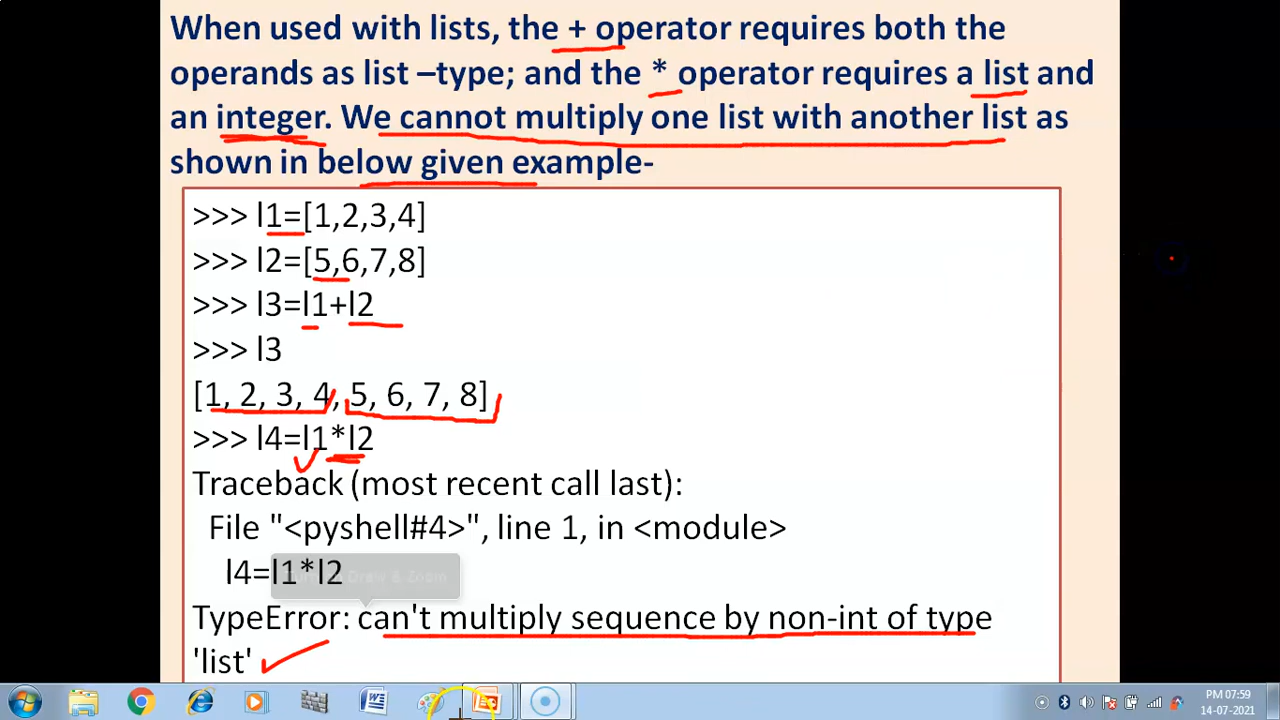 When used with lists, the + operator requires both the
operands as list –type; and the * operator requires a list and
an integer. We cannot multiply one list with another list as
shown in below given example-
>>> l1=[1,2,3,4]
>>> l2=[5,6,7,8]
>>> l3=l1+l2
>>> l3
[1, 2, 3, 4, 5, 6, 7, 8]
>>> l4=l1*l2
Traceback (most recent call last):
File "<pyshell#4>", line 1, in <module>
l4=l1*l2
Draw & Zoom
TypeError: can't multiply sequence by non-int of type
'list'
PM 07:59
14-07-2021